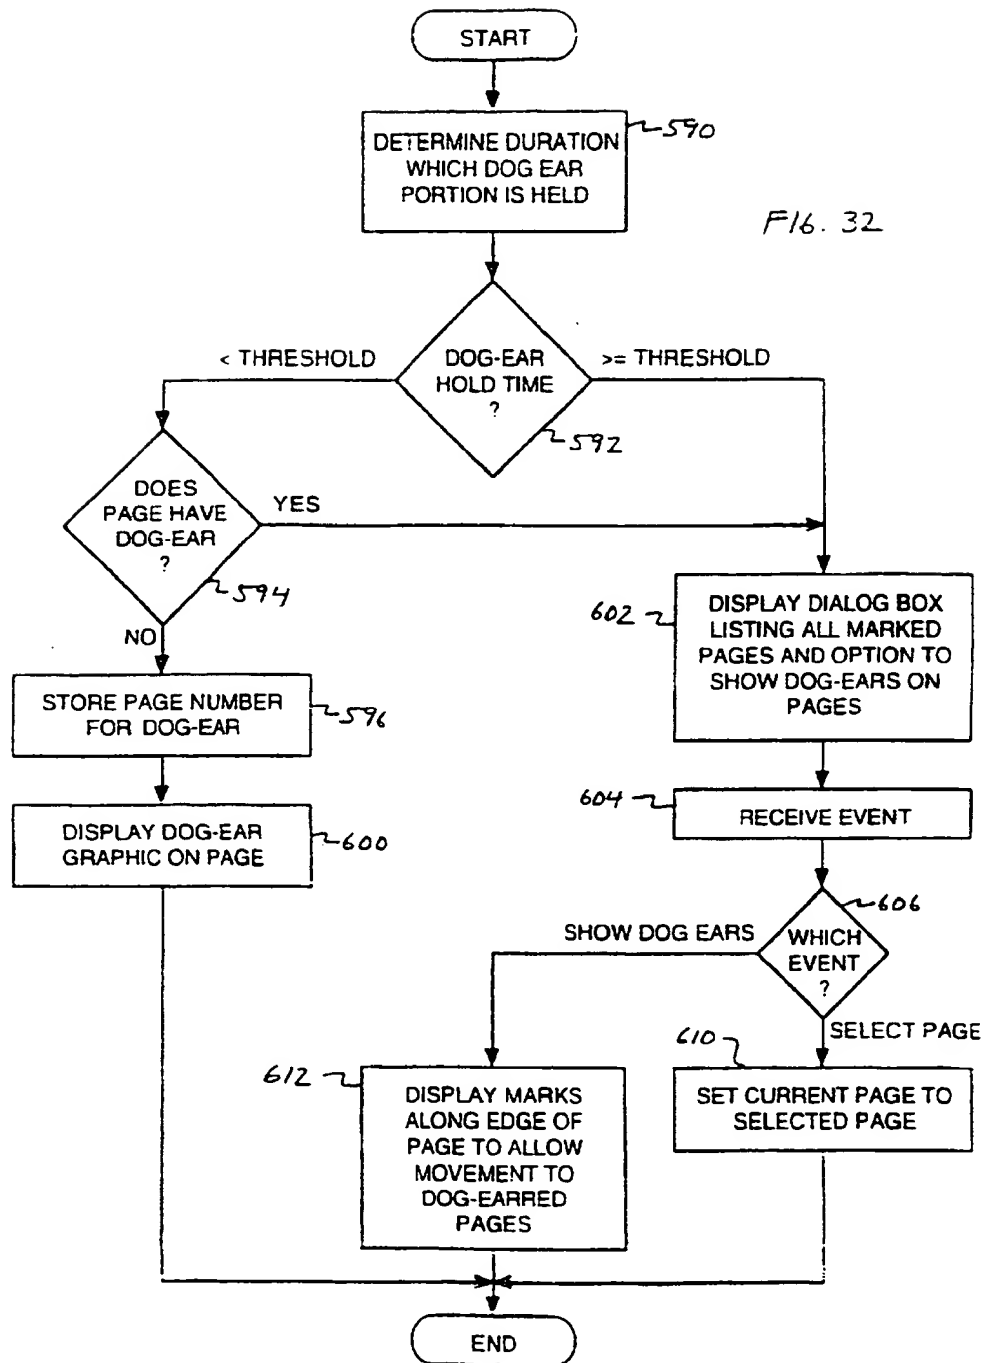 START
DETERMINE DURATION
WHICH DOG EAR
PORTION IS HELD
590
FIG. 32
< THRESHOLD
DOG-EAR
HOLD TIME
?
>= THRESHOLD
592
DOES
PAGE HAVE
DOG-EAR
?
YES
594
NO
STORE PAGE NUMBER
FOR DOG-EAR
596
DISPLAY DOG-EAR
GRAPHIC ON PAGE
600
602
DISPLAY DIALOG BOX
LISTING ALL MARKED
PAGES AND OPTION TO
SHOW DOG-EARS ON
PAGES
604
RECEIVE EVENT
606
SHOW DOG EARS
WHICH
EVENT
?
SELECT PAGE
610
SET CURRENT PAGE TO
SELECTED PAGE
612
DISPLAY MARKS
ALONG EDGE OF
PAGE TO ALLOW
MOVEMENT TO
DOG-EARRED
PAGES
END